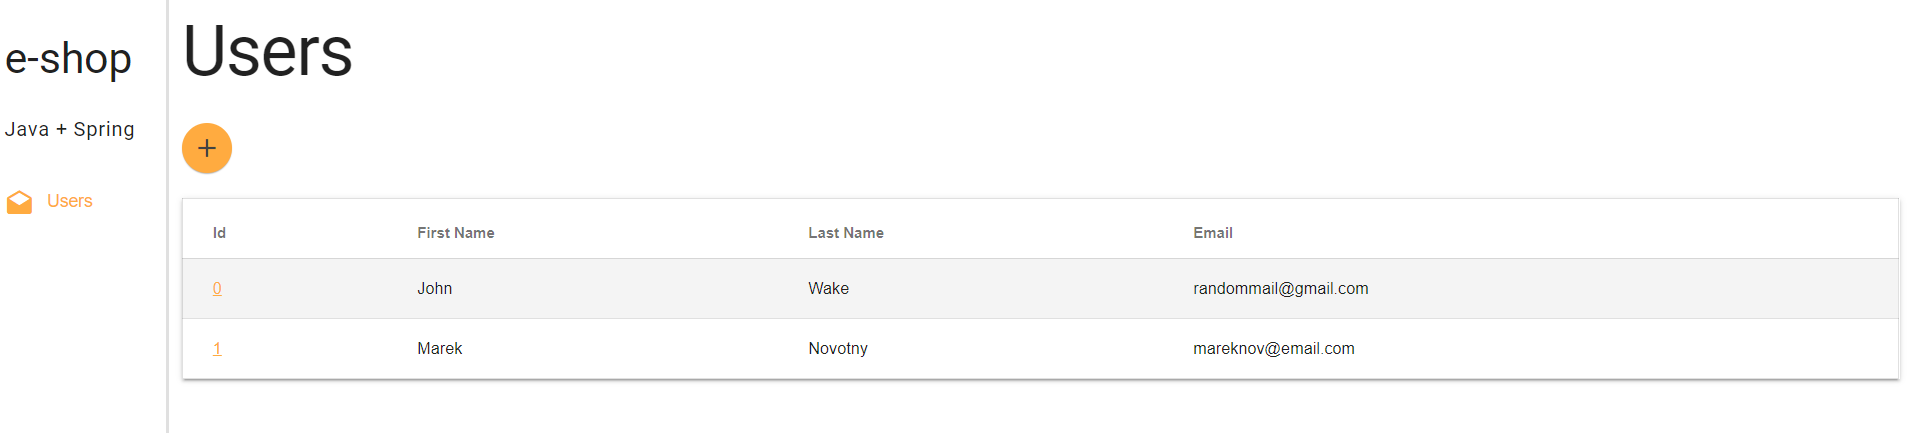 e-shop
Java + Spring
Users
Users
+
Id First Name Last Name Email
0 John Wake randommail@gmail.com
1 Marek Novotny mareknov@email.com